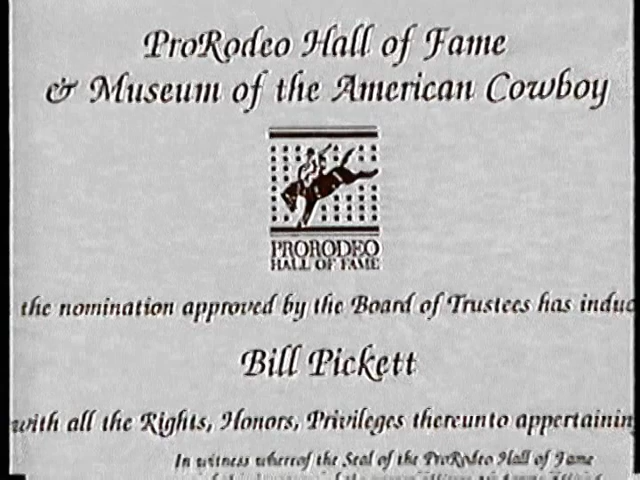 ProRodeo Hall of Fame
& Museum of the American Cowboy
PRORODEO
HALL OF FAME
the nomination approved by the Board of Trustees has induc
Bill Pickett
with all the Rights, Honors, Privileges thereunto appertaining
In witness whereof the Seal of the ProRodeo Hall of Fame